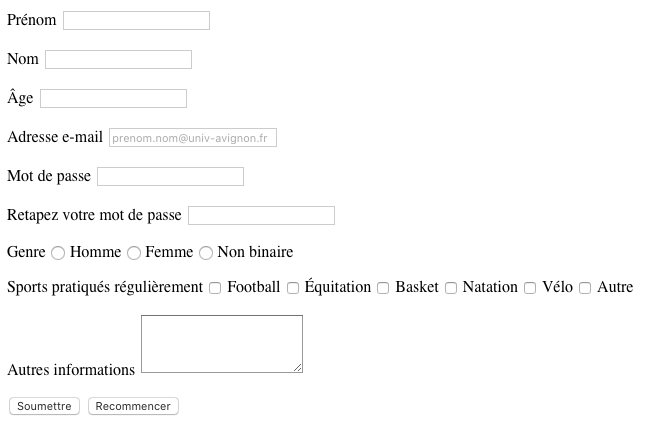 Prénom
Nom
Âge
Adresse e-mail prenom.nom@univ-avignon.fr
Mot de passe
Retapez votre mot de passe
Genre Homme Femme Non binaire
Sports pratiqués régulièrement Football Équitation Basket Natation Vélo Autre
Autres informations
Soumettre Recommencer